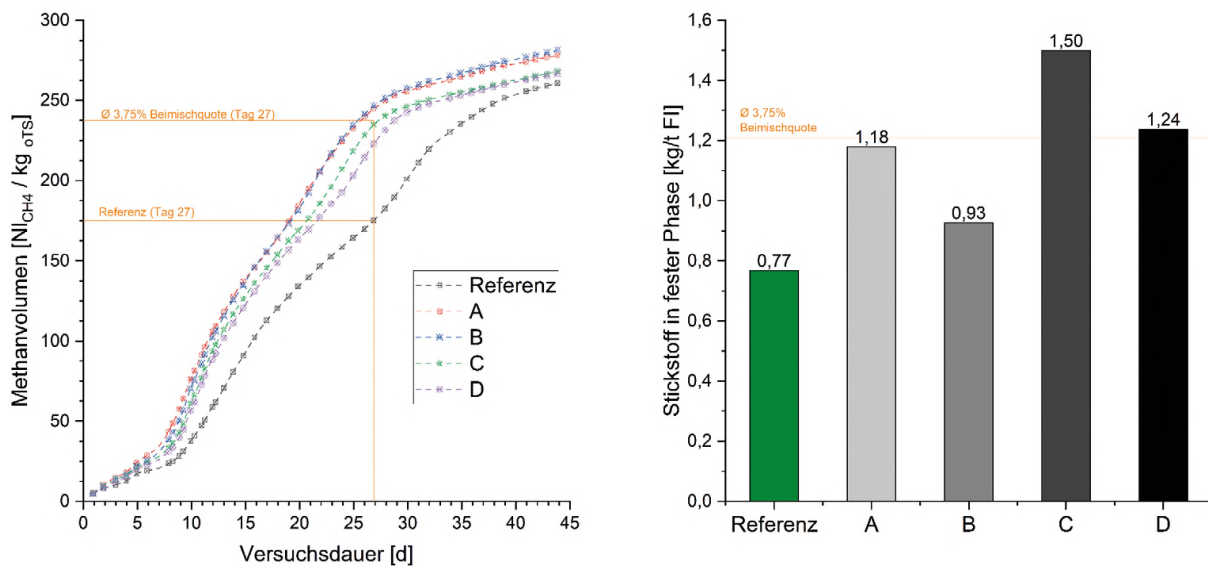 Methanvolumen [Nl_CH4 / kg_oTS]
300
250
200
150
100
50
0
Ø 3,75% Beimischquote (Tag 27)
Referenz (Tag 27)
Referenz
A
B
C
D
0 5 10 15 20 25 30 35 40 45
Versuchsdauer [d]
Stickstoff in fester Phase [kg/t FI]
1,6
1,4
1,2
1,0
0,8
0,6
0,4
0,2
0,0
Ø 3,75%
Beimischquote
0,77
1,18
0,93
1,50
1,24
Referenz A B C D